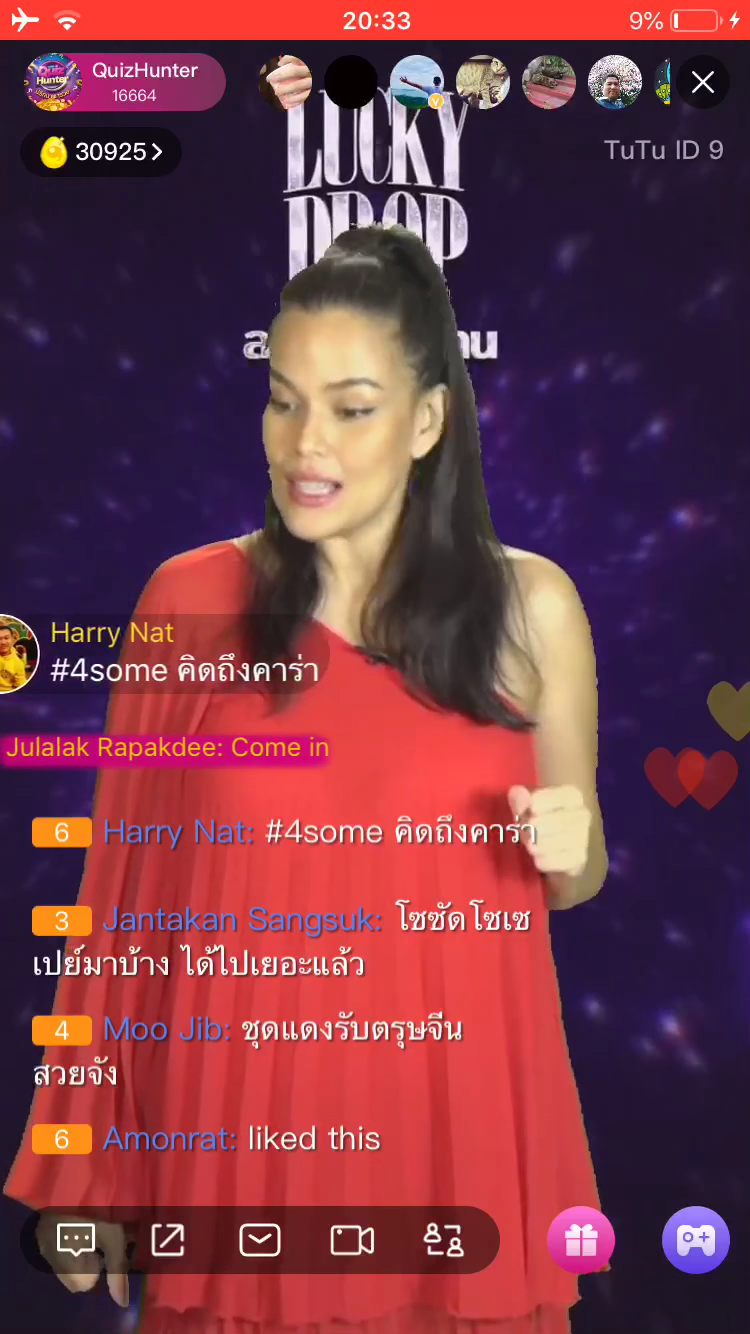 20:33
9%
QuizHunter
16664
30925
TuTu ID 9
LUCKY
DROP
Harry Nat
#4some คิดถึงคาร่า
Julalak Rapakdee: Come in
6 Harry Nat: #4some คิดถึงคาร่า
3 Jantakan Sangsuk: โซซัดโซเซ
เปย์มาบ้าง ได้ไปเยอะแล้ว
4 Moo Jib: ชุดแดงรับตรุษจีน
สวยจัง
6 Amonrat: liked this